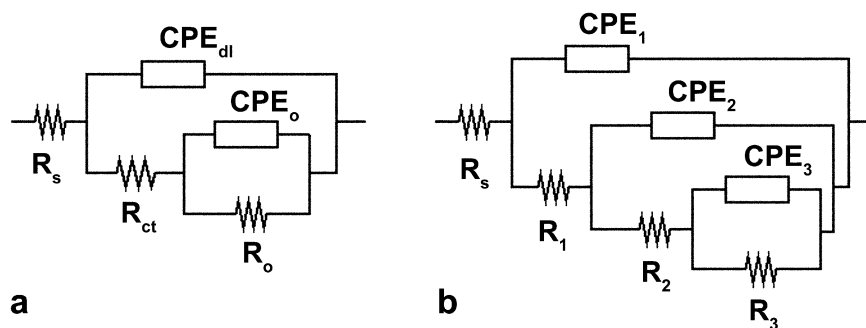 CPE_dl
CPE_o
R_s
R_ct
R_o
a
CPE_1
CPE_2
CPE_3
R_s
R_1
R_2
R_3
b